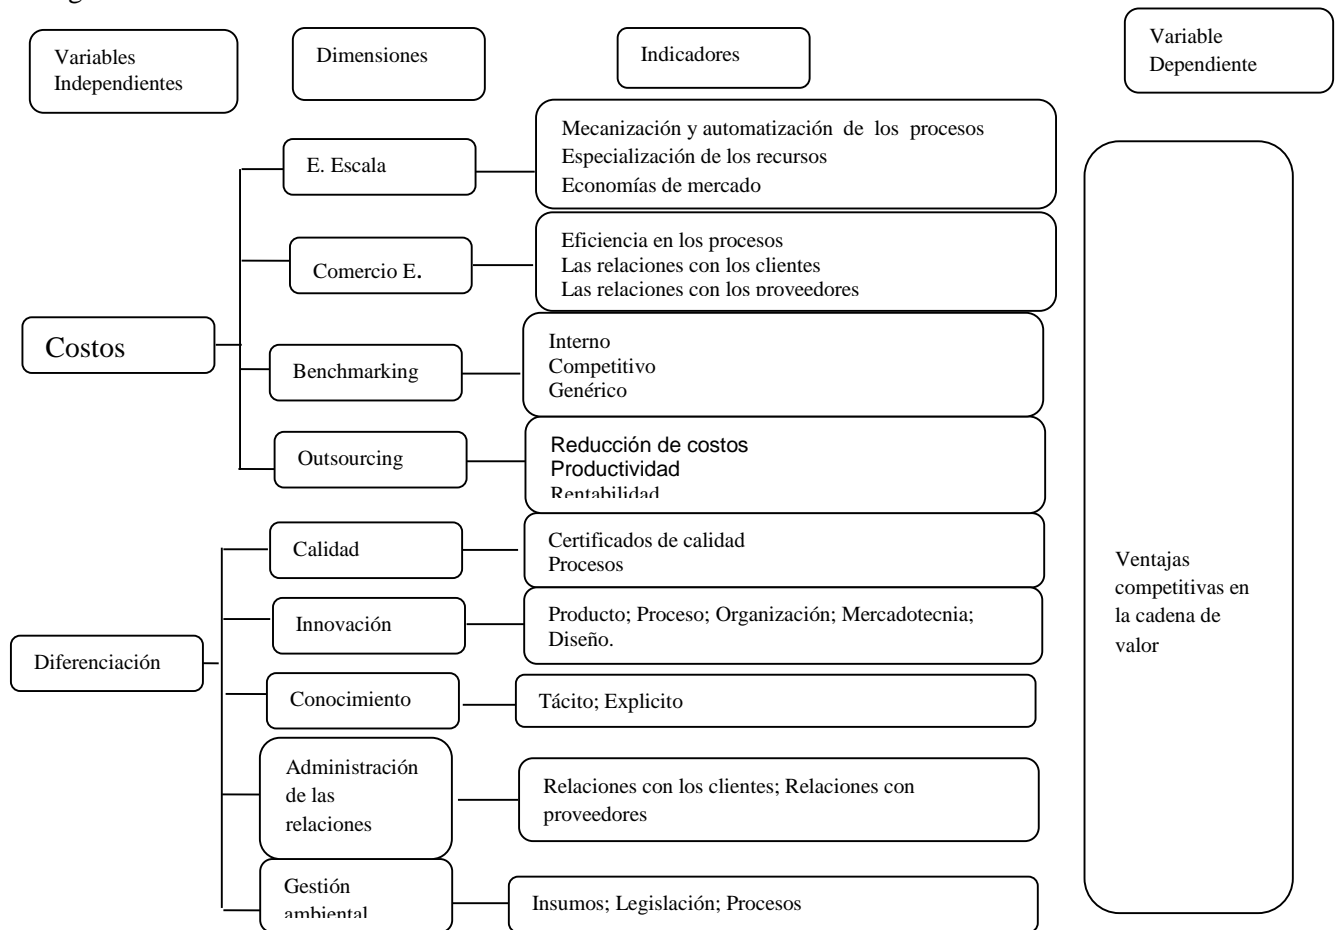 Variables
Independientes
Dimensiones
Indicadores
Variable
Dependiente
E. Escala
Mecanización y automatización de los procesos
Especialización de los recursos
Economías de mercado
Comercio E.
Eficiencia en los procesos
Las relaciones con los clientes
Las relaciones con los proveedores
Costos
Benchmarking
Interno
Competitivo
Genérico
Outsourcing
Reducción de costos
Productividad
Rentabilidad
Calidad
Certificados de calidad
Procesos
Innovación
Producto; Proceso; Organización; Mercadotecnia;
Diseño.
Diferenciación
Conocimiento
Tácito; Explicito
Administración
de las
relaciones
Relaciones con los clientes; Relaciones con
proveedores
Gestión
ambiental
Insumos; Legislación; Procesos
Ventajas
competitivas en
la cadena de
valor